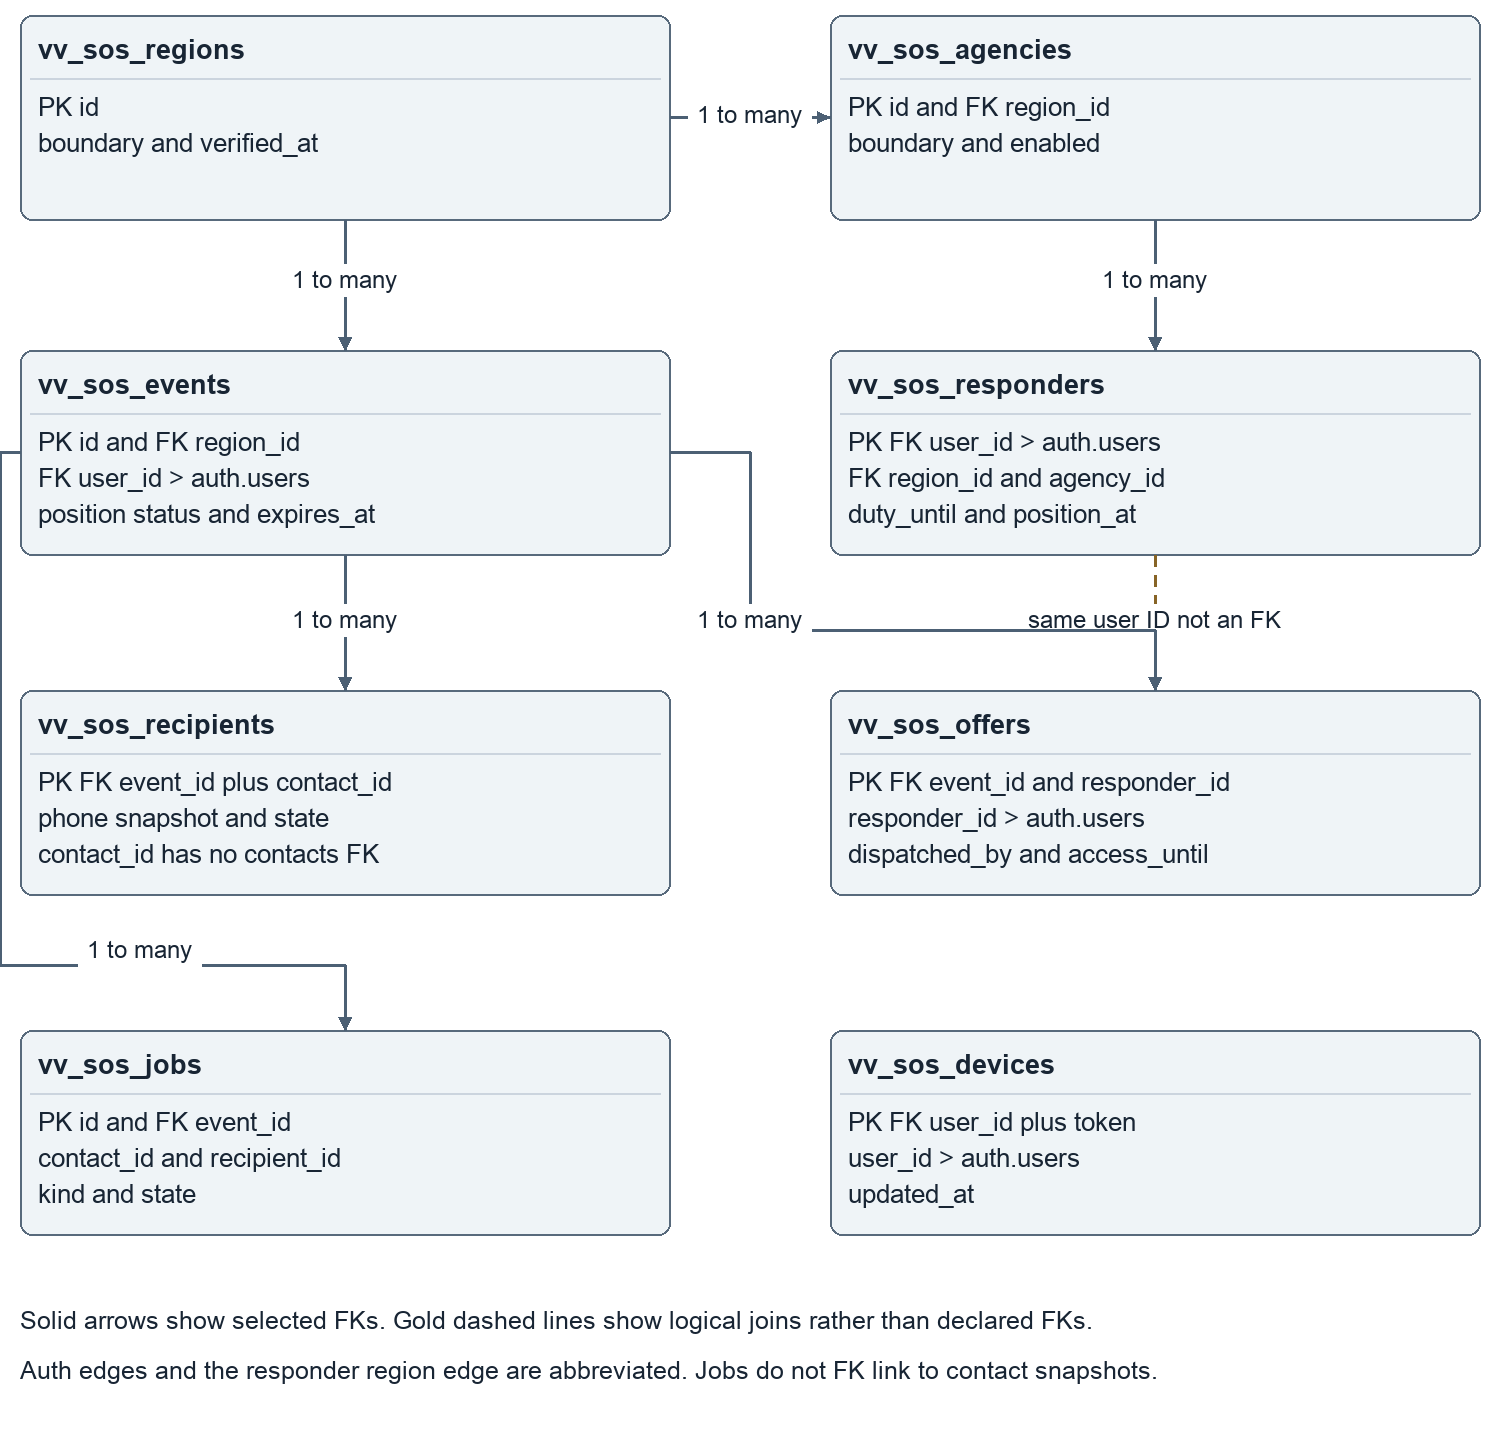 vv_sos_regions
PK id
boundary and verified_at
1 to many
vv_sos_agencies
PK id and FK region_id
boundary and enabled
1 to many
1 to many
vv_sos_events
PK id and FK region_id
FK user_id > auth.users
position status and expires_at
vv_sos_responders
PK FK user_id > auth.users
FK region_id and agency_id
duty_until and position_at
1 to many
1 to many
same user ID not an FK
vv_sos_recipients
PK FK event_id plus contact_id
phone snapshot and state
contact_id has no contacts FK
vv_sos_offers
PK FK event_id and responder_id
responder_id > auth.users
dispatched_by and access_until
1 to many
vv_sos_jobs
PK id and FK event_id
contact_id and recipient_id
kind and state
vv_sos_devices
PK FK user_id plus token
user_id > auth.users
updated_at
Solid arrows show selected FKs. Gold dashed lines show logical joins rather than declared FKs.
Auth edges and the responder region edge are abbreviated. Jobs do not FK link to contact snapshots.